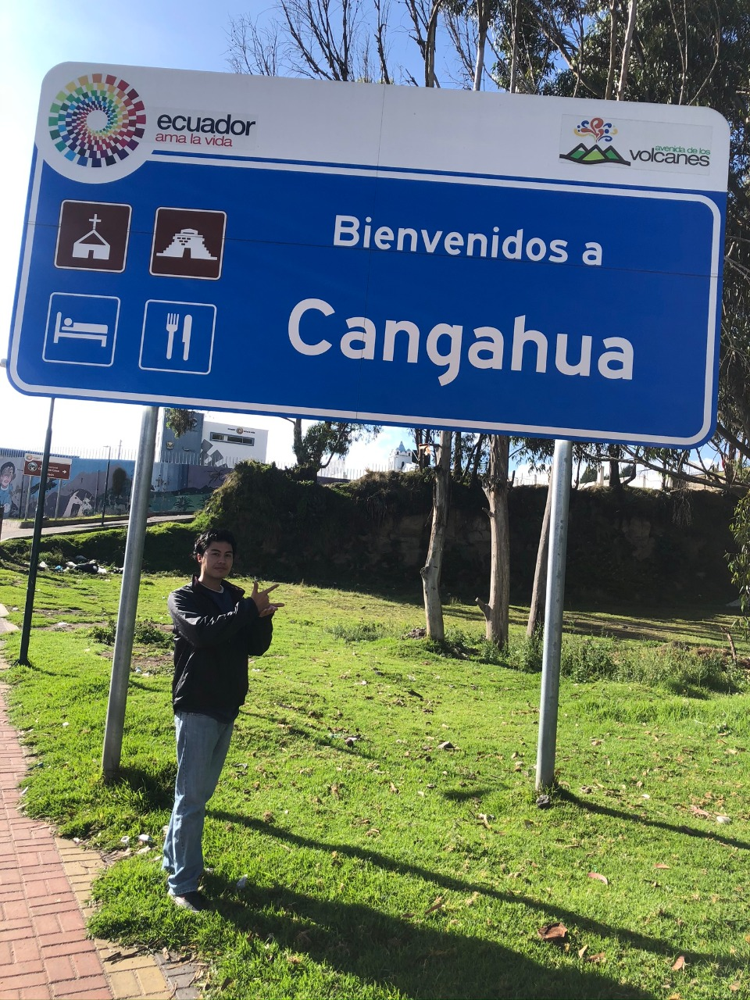 ecuador
ama la vida
avenida de los
volcanes
Bienvenidos a
Cangahua